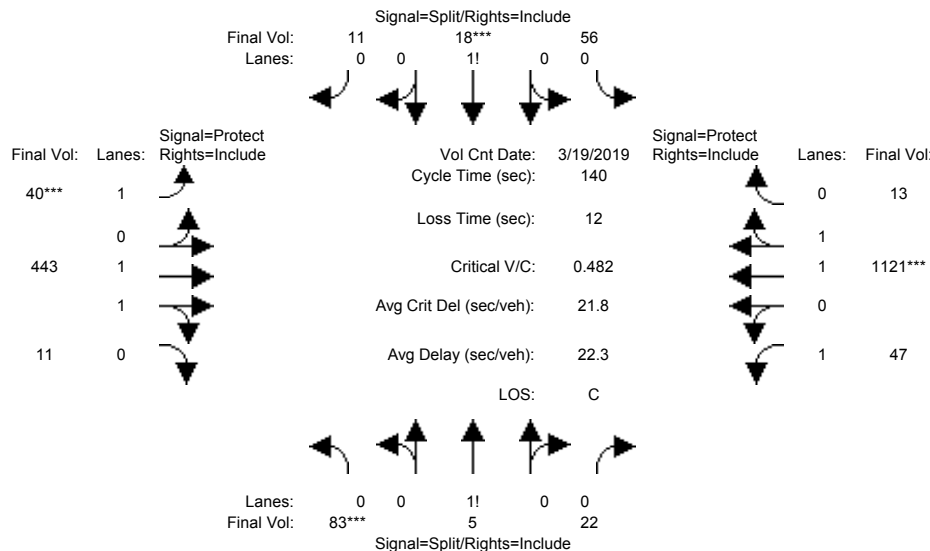 Signal=Split/Rights=Include
Final Vol: 11 18*** 56
Lanes: 0 0 1! 0 0
Signal=Protect Signal=Protect
Final Vol: Lanes: Rights=Include Vol Cnt Date: 3/19/2019 Rights=Include Lanes: Final Vol:
Cycle Time (sec): 140
40*** 1 0 13
Loss Time (sec): 12
0 1
443 1 Critical V/C: 0.482 1 1121***
1 Avg Crit Del (sec/veh): 21.8 0
11 0 Avg Delay (sec/veh): 22.3 1 47
LOS: C
Lanes: 0 0 1! 0 0
Final Vol: 83*** 5 22
Signal=Split/Rights=Include